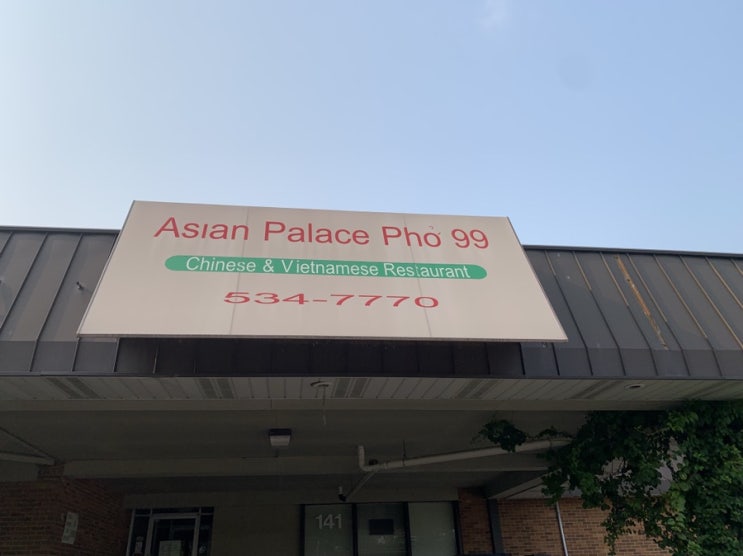 Asian Palace Phở 99
Chinese & Vietnamese Restaurant
534-7770
141